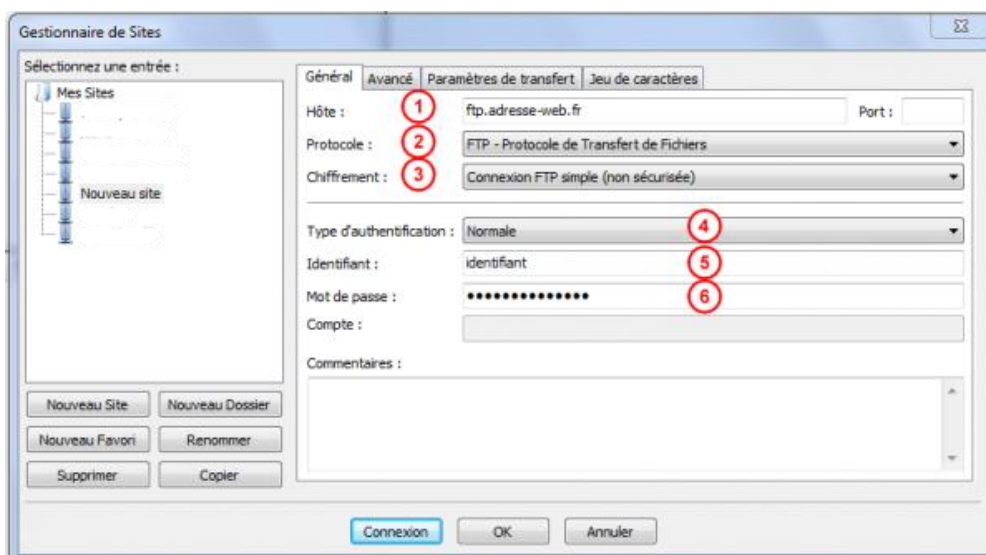 Gestionnaire de Sites
Sélectionnez une entrée :
Mes Sites
Nouveau site
Nouveau Site
Nouveau Dossier
Nouveau Favori
Renommer
Supprimer
Copier
Général
Avancé
Paramètres de transfert
Jeu de caractères
Hôte : 1 ftp.adresse-web.fr Port :
Protocole : 2 FTP - Protocole de Transfert de Fichiers
Chiffrement : 3 Connexion FTP simple (non sécurisée)
Type d'authentification : Normale 4
Identifiant : identifiant 5
Mot de passe : •••••••••••••• 6
Compte :
Commentaires :
Connexion
OK
Annuler